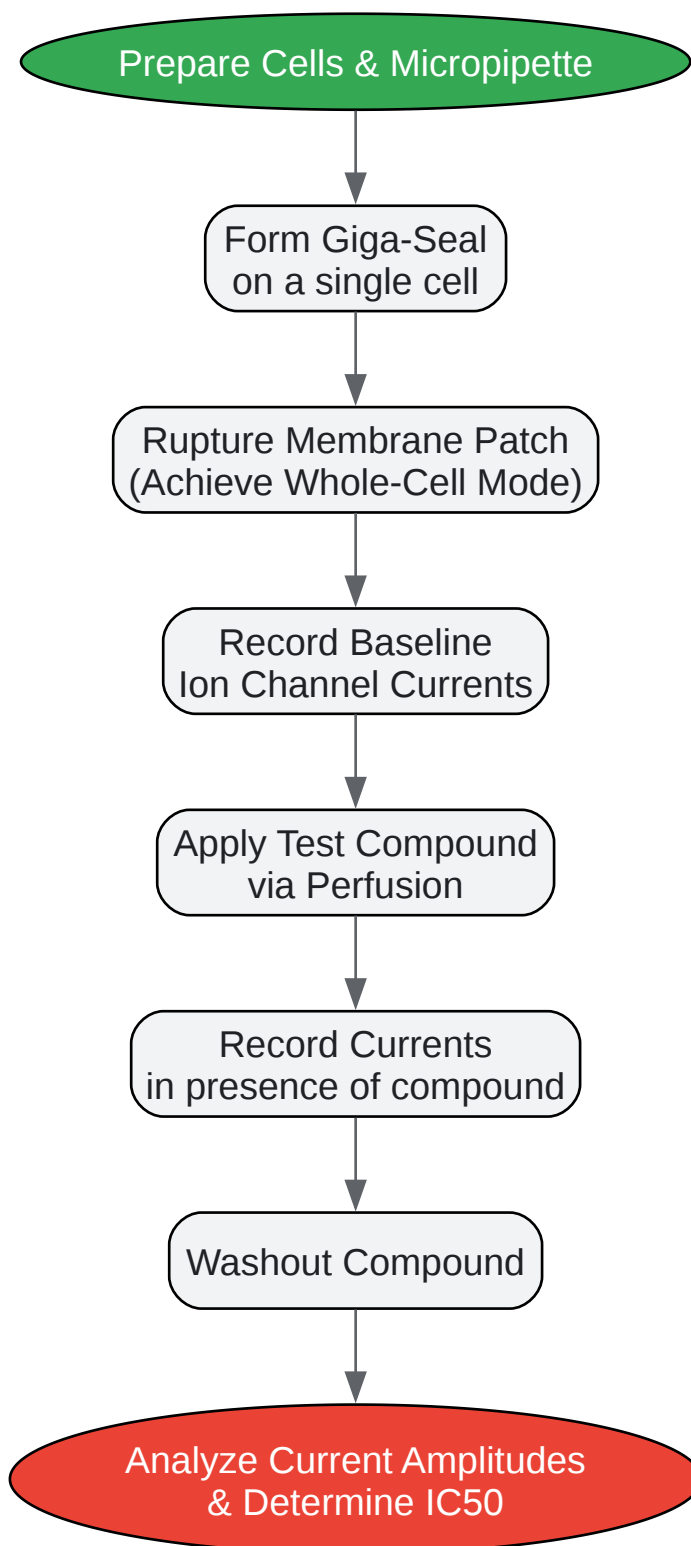 Prepare Cells & Micropipette
Form Giga-Seal
on a single cell
Rupture Membrane Patch
(Achieve Whole-Cell Mode)
Record Baseline
Ion Channel Currents
Apply Test Compound
via Perfusion
Record Currents
in presence of compound
Washout Compound
Analyze Current Amplitudes
& Determine IC50